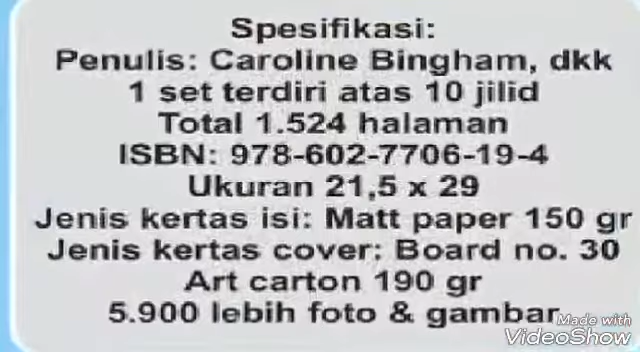 Spesifikasi:
Penulis: Caroline Bingham, dkk
1 set terdiri atas 10 jilid
Total 1.524 halaman
ISBN: 978-602-7706-19-4
Ukuran 21,5 x 29
Jenis kertas isi: Matt paper 150 gr
Jenis kertas cover: Board no. 30
Art carton 190 gr
5.900 lebih foto & gambar
Made with
VideoShow